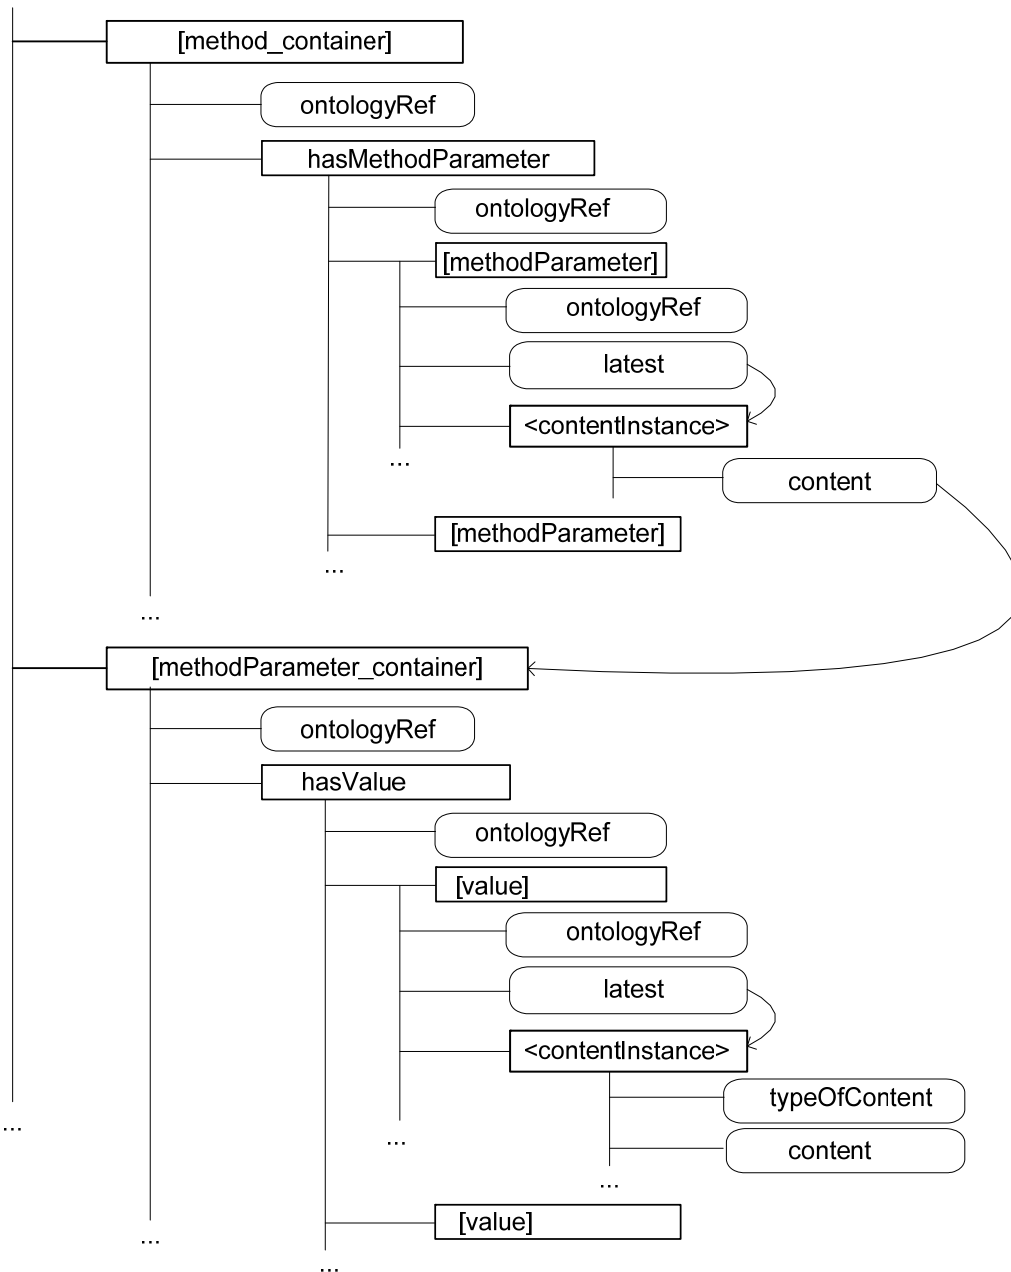 [method_container]
ontologyRef
hasMethodParameter
ontologyRef
[methodParameter]
ontologyRef
latest
<contentInstance>
...
content
[methodParameter]
...
...
[methodParameter_container]
ontologyRef
hasValue
ontologyRef
[value]
ontologyRef
latest
<contentInstance>
typeOfContent
...
...
content
...
[value]
...
...